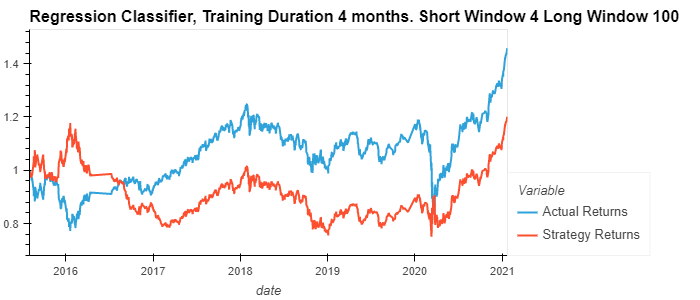 Regression Classifier, Training Duration 4 months. Short Window 4 Long Window 100
1.4
1.2
1
0.8
2016 2017 2018 2019 2020 2021
date
Variable
Actual Returns
Strategy Returns